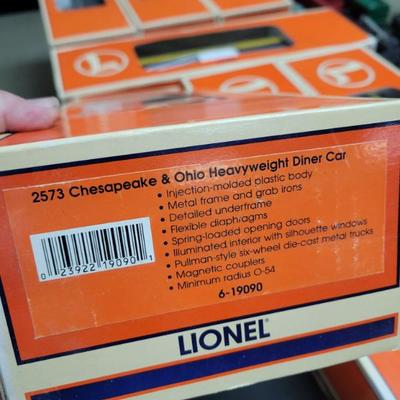 2573 Chesapeake & Ohio Heavyweight Diner Car
• Injection-molded plastic body
• Metal frame and grab irons
• Detailed underframe
• Flexible diaphragms
• Spring-loaded opening doors
• Illuminated interior with silhouette windows
• Pullman-style six-wheel die-cast metal trucks
• Magnetic couplers
• Minimum radius O-54
0 23922 19090 1
6-19090
LIONEL